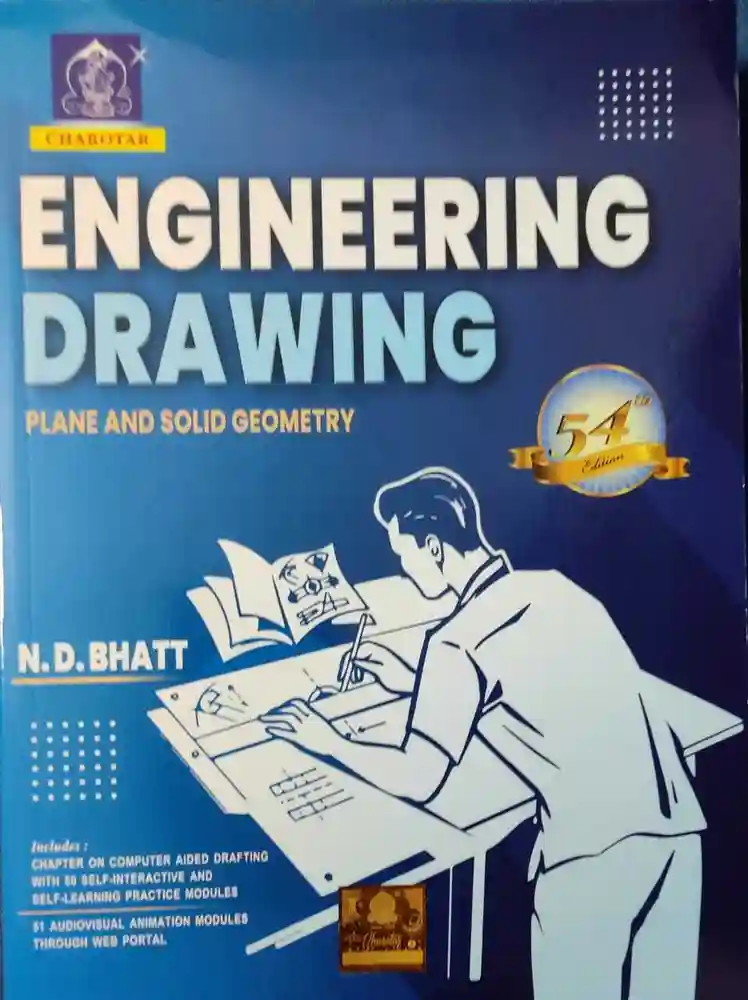 CHAROTAR
ENGINEERING
DRAWING
PLANE AND SOLID GEOMETRY
54th
Edition
N.D.BHATT
Includes :
CHAPTER ON COMPUTER AIDED DRAFTING
WITH 50 SELF-INTERACTIVE AND
SELF-LEARNING PRACTICE MODULES
51 AUDIOVISUAL ANIMATION MODULES
THROUGH WEB PORTAL